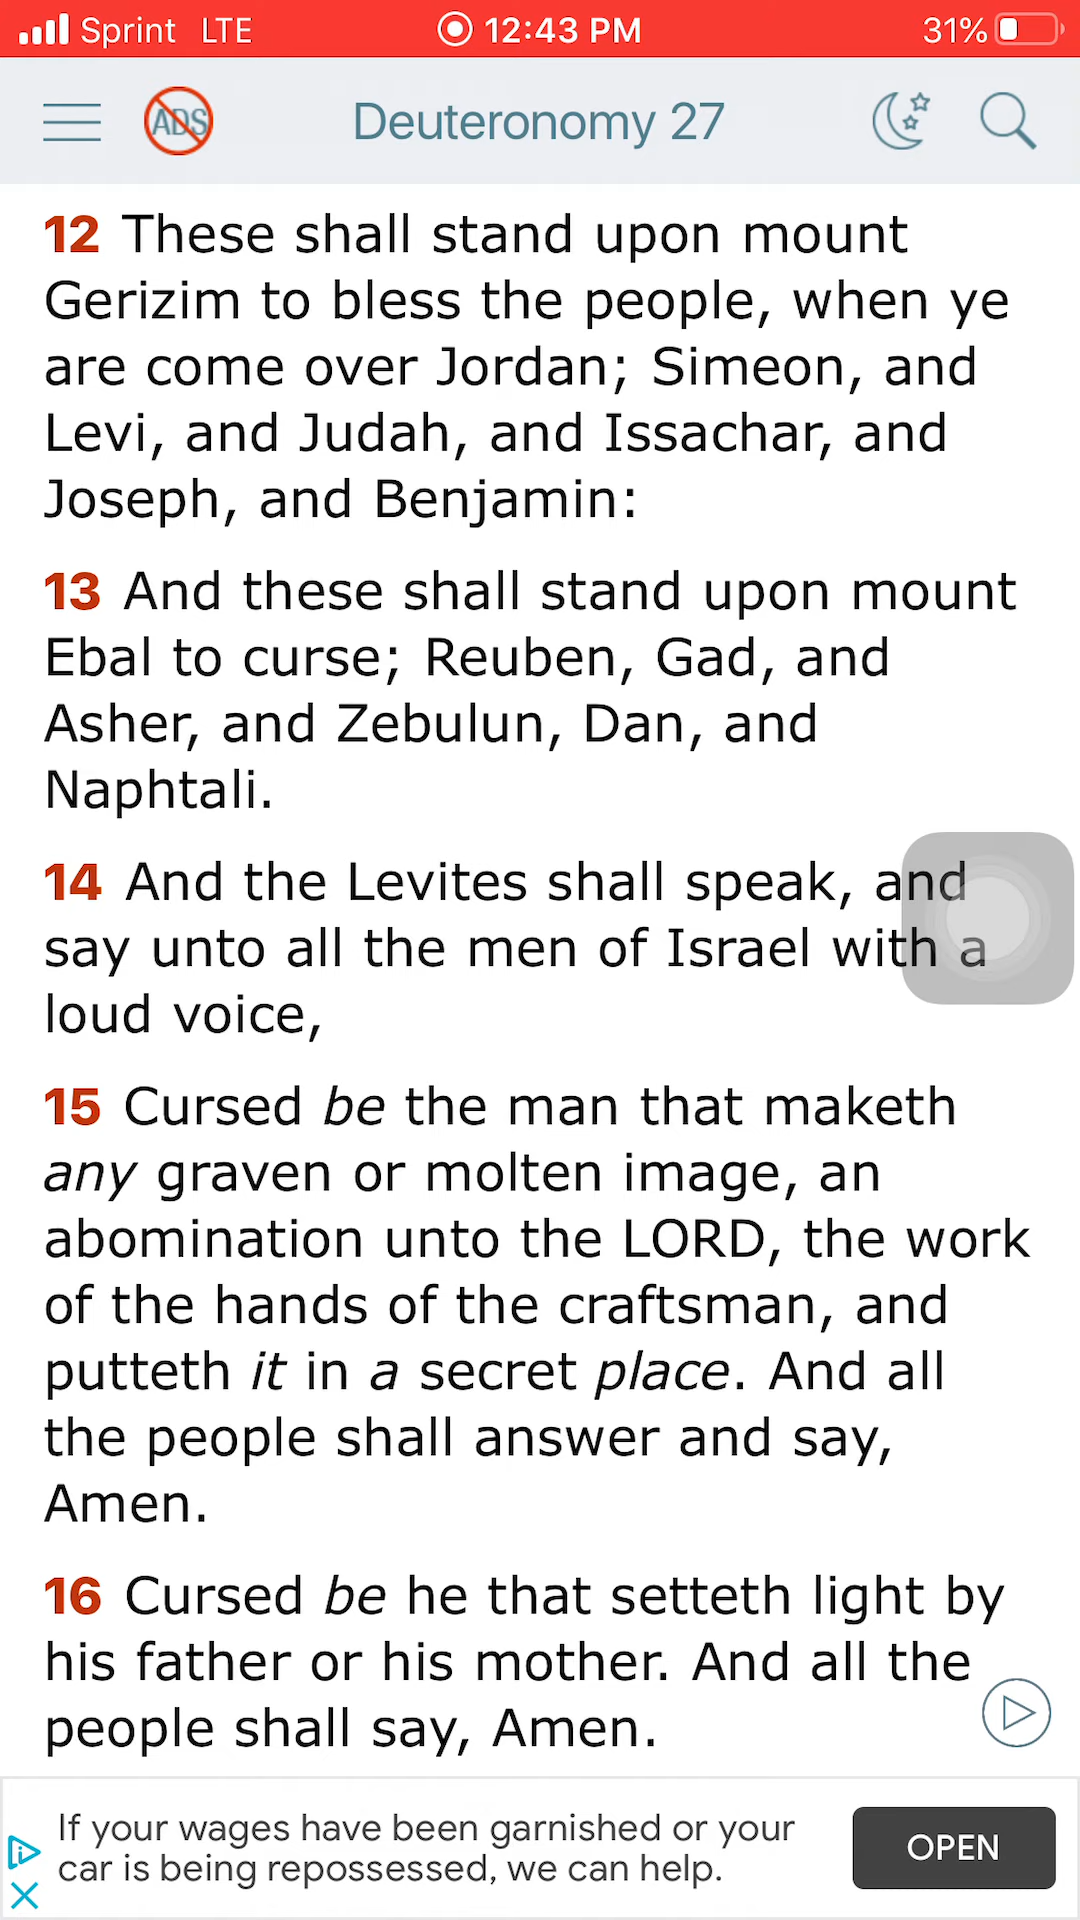 Sprint LTE 12:43 PM 31%
ADS Deuteronomy 27
12 These shall stand upon mount
Gerizim to bless the people, when ye
are come over Jordan; Simeon, and
Levi, and Judah, and Issachar, and
Joseph, and Benjamin:
13 And these shall stand upon mount
Ebal to curse; Reuben, Gad, and
Asher, and Zebulun, Dan, and
Naphtali.
14 And the Levites shall speak, and
say unto all the men of Israel with a
loud voice,
15 Cursed be the man that maketh
any graven or molten image, an
abomination unto the LORD, the work
of the hands of the craftsman, and
putteth it in a secret place. And all
the people shall answer and say,
Amen.
16 Cursed be he that setteth light by
his father or his mother. And all the
people shall say, Amen.
If your wages have been garnished or your
car is being repossessed, we can help.
OPEN